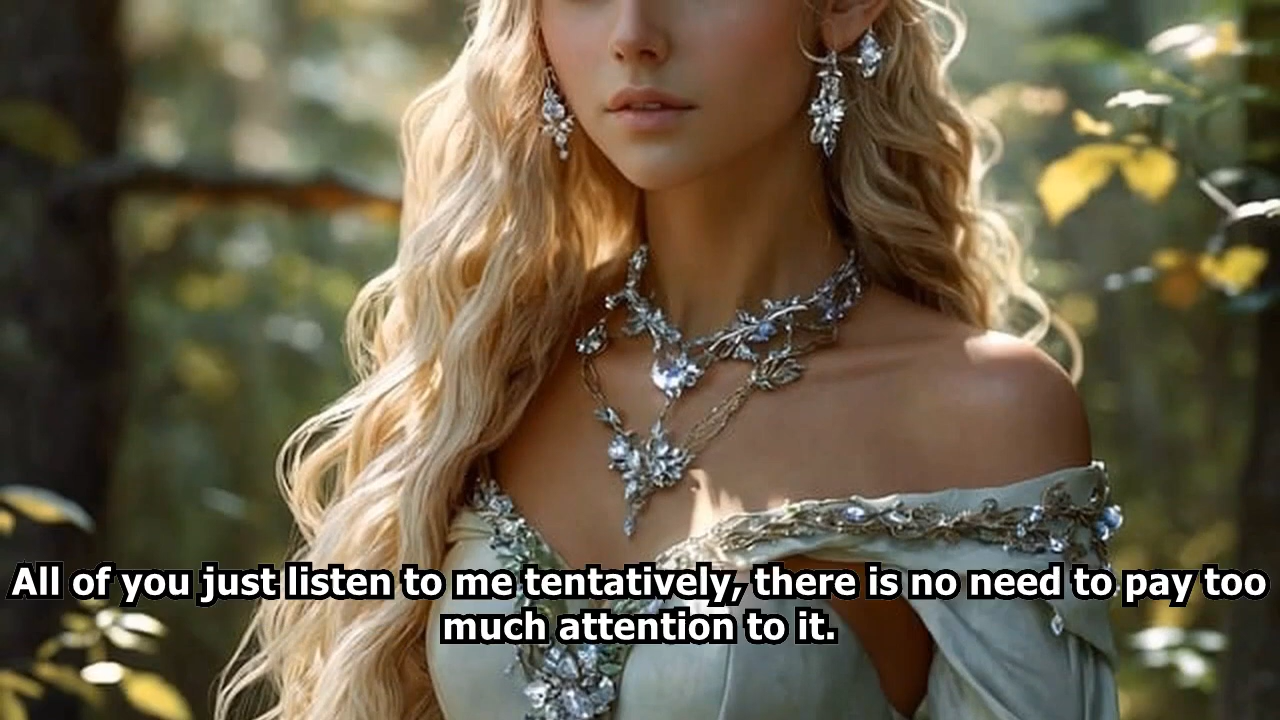 All of you just listen to me tentatively, there is no need to pay too
much attention to it.